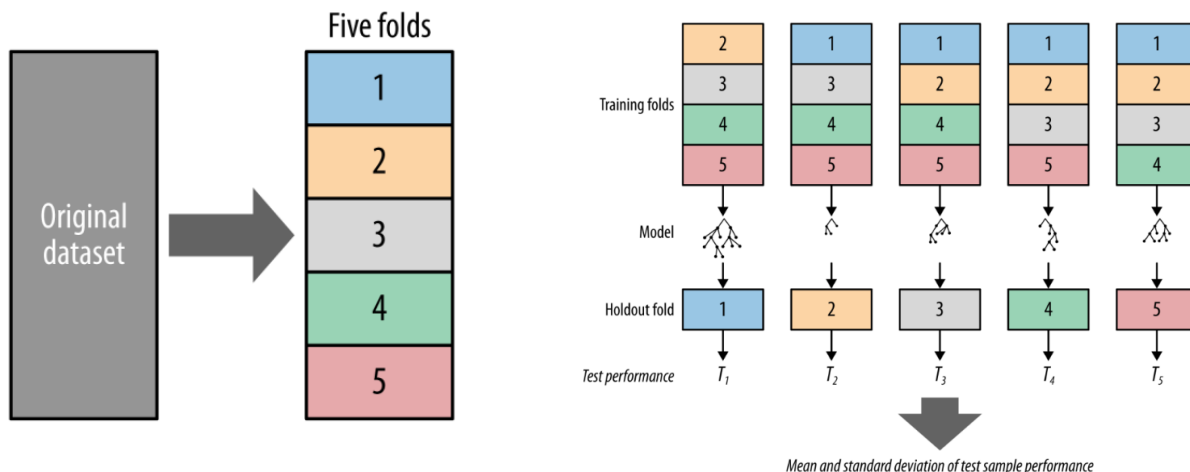 Five folds
Original
dataset
1
2
3
4
5
Training folds
2 1 1 1 1
3 3 2 2 2
4 4 4 3 3
5 5 5 5 4
Model
Holdout fold 1 2 3 4 5
Test performance T₁ T₂ T₃ T₄ T₅
Mean and standard deviation of test sample performance